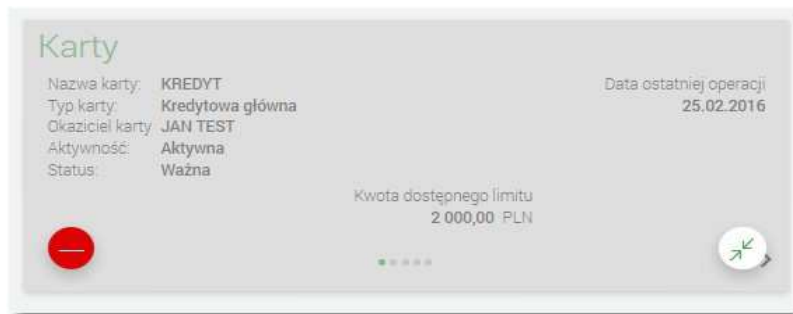 Karty
Nazwa karty: KREDYT
Data ostatniej operacji
Typ karty: Kredytowa główna
25.02.2016
Okaziciel karty JAN TEST
Aktywność: Aktywna
Status: Ważna
Kwota dostępnego limitu
2 000,00 PLN